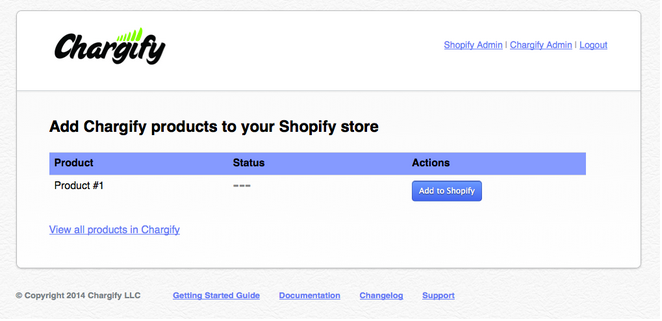 Chargify
Shopify Admin | Chargify Admin | Logout
Add Chargify products to your Shopify store
Product Status Actions
Product #1 --- Add to Shopify
View all products in Chargify
© Copyright 2014 Chargify LLC Getting Started Guide Documentation Changelog Support